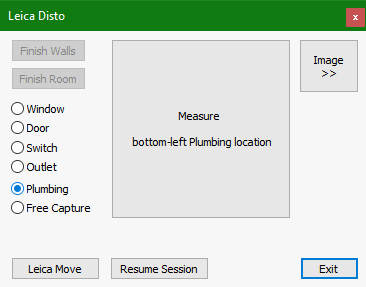 Leica Disto
x
Finish Walls
Finish Room
Window
Door
Switch
Outlet
Plumbing
Free Capture
Measure
bottom-left Plumbing location
Image
>>
Leica Move
Resume Session
Exit